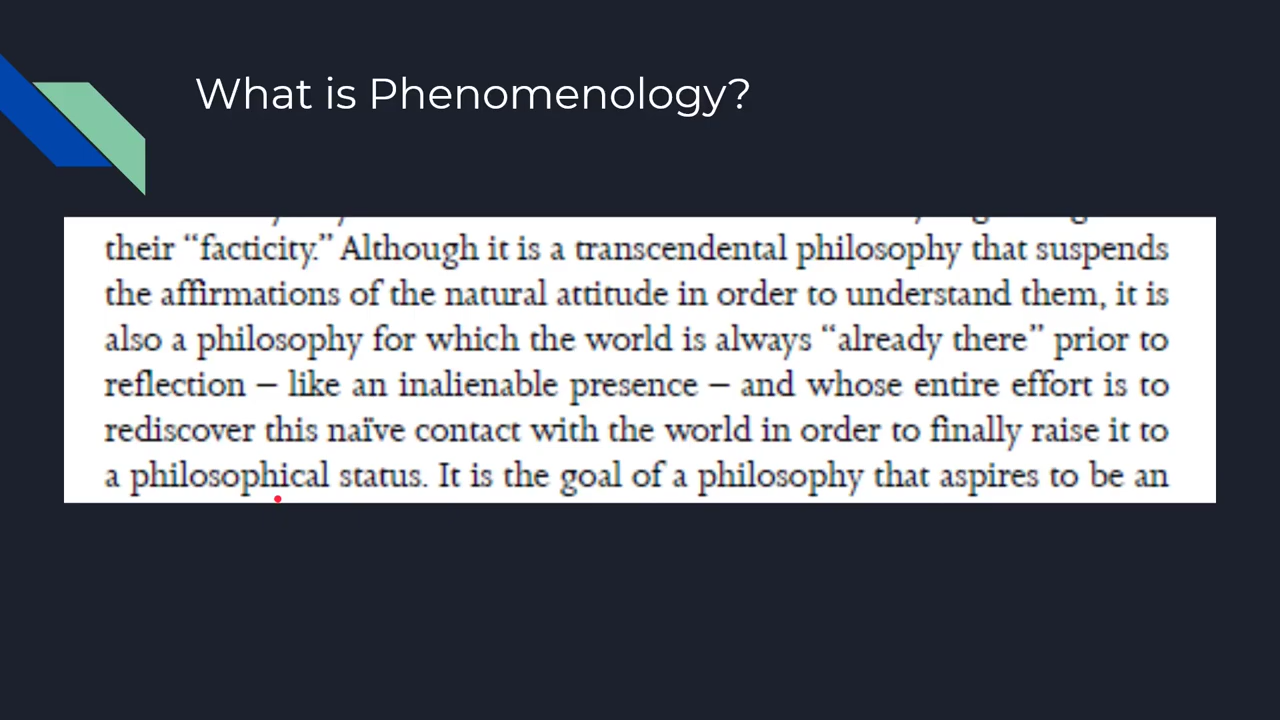 What is Phenomenology?
their “facticity.” Although it is a transcendental philosophy that suspends
the affirmations of the natural attitude in order to understand them, it is
also a philosophy for which the world is always “already there” prior to
reflection – like an inalienable presence – and whose entire effort is to
rediscover this naïve contact with the world in order to finally raise it to
a philosophical status. It is the goal of a philosophy that aspires to be an